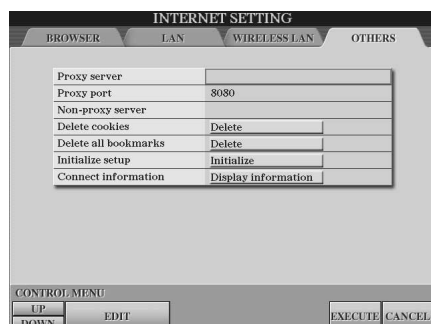 INTERNET SETTING
BROWSER LAN WIRELESS LAN OTHERS
Proxy server
Proxy port 8080
Non-proxy server
Delete cookies Delete
Delete all bookmarks Delete
Initialize setup Initialize
Connect information Display information
CONTROL MENU
UP
EDIT EXECUTE CANCEL
DOWN